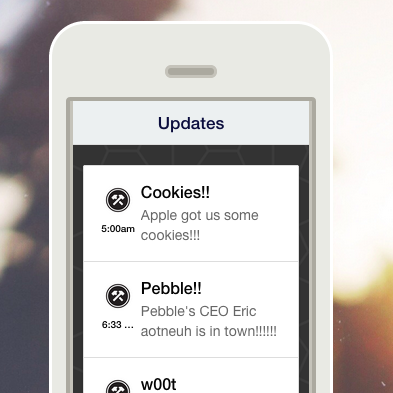 Updates
Cookies!!
Apple got us some
cookies!!!
5:00am
Pebble!!
Pebble's CEO Eric
aotneuh is in town!!!!!!
6:33 ...
w00t